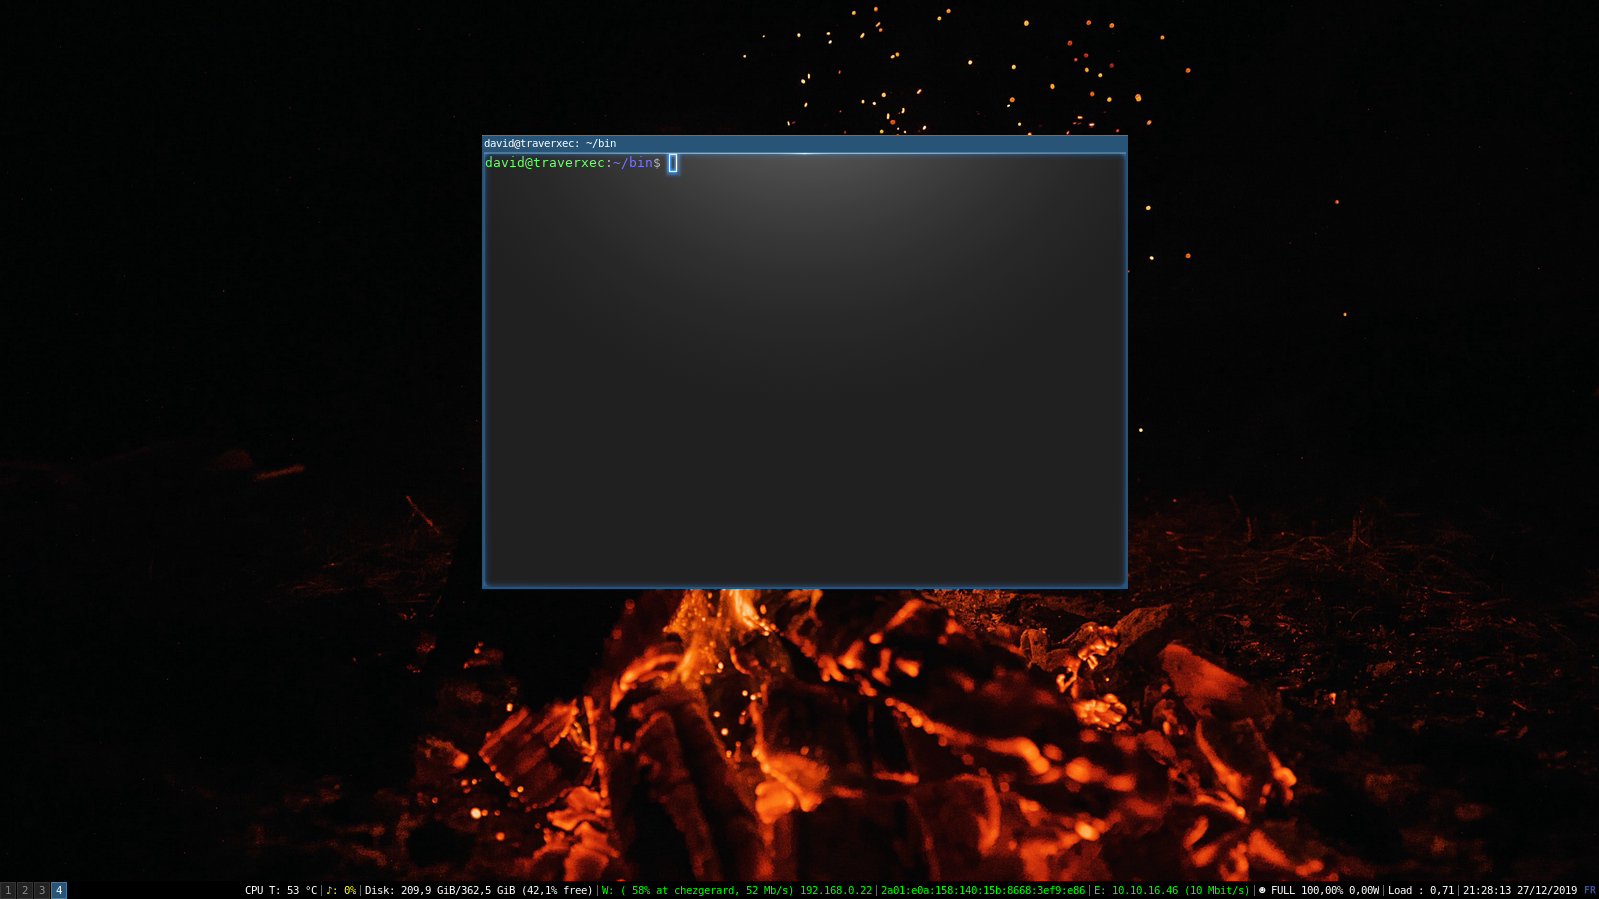 david@traverxec: ~/bin
david@traverxec:~/bin$
1 2 3 4
CPU T: 53 °C|♪: 0%|Disk: 209,9 GiB/362,5 GiB (42,1% free)|W: ( 58% at chezgerard, 52 Mb/s) 192.168.0.22|2a01:e0a:158:140:15b:8668:3ef9:e86|E: 10.10.16.46 (10 Mbit/s)|☻ FULL 100,00% 0,00W|Load : 0,71|21:28:13 27/12/2019 FR